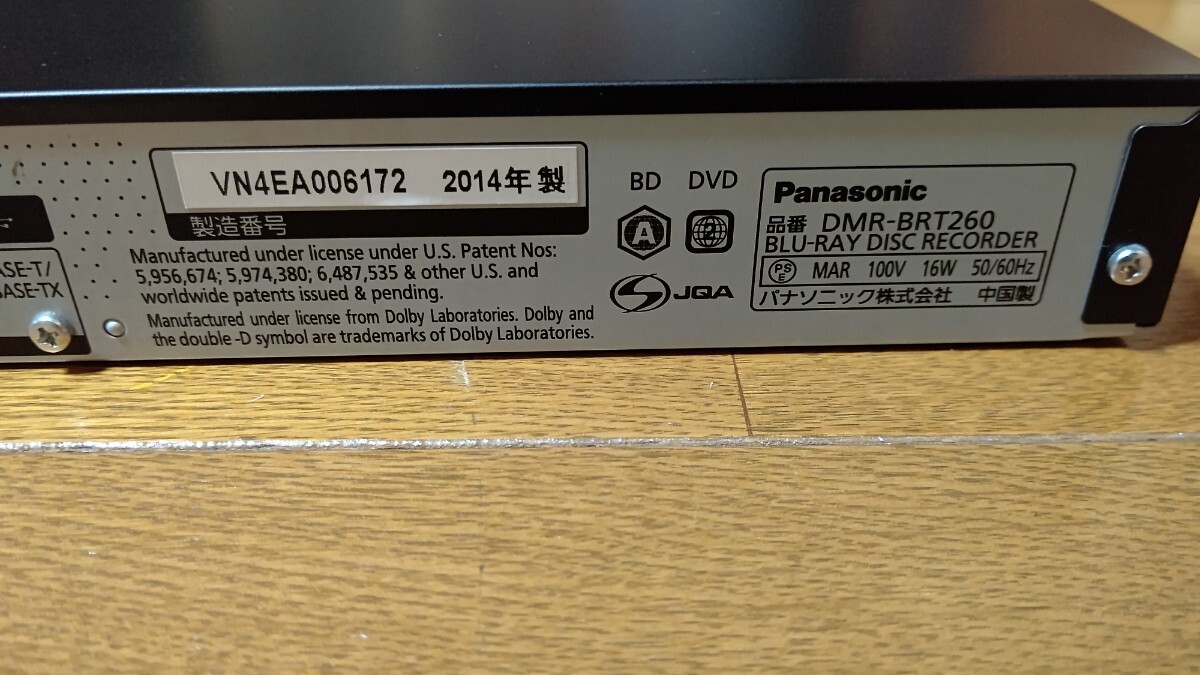 ASE-T/
BASE-TX
VN4EA006172 2014年 製
製造番号
Manufactured under license under U.S. Patent Nos:
5,956,674; 5,974,380; 6,487,535 & other U.S. and
worldwide patents issued & pending.
Manufactured under license from Dolby Laboratories. Dolby and
the double -D symbol are trademarks of Dolby Laboratories.
BD DVD
A 2
JQA
Panasonic
品番 DMR-BRT260
BLU-RAY DISC RECORDER
PS
E MAR 100V 16W 50/60Hz
パナソニック株式会社 中国製